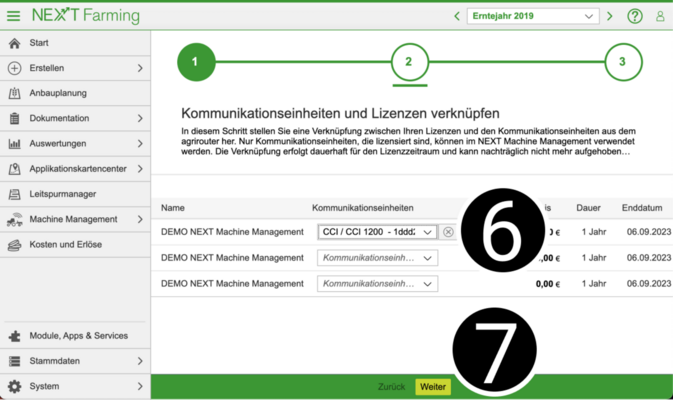 NEXT Farming
Erntejahr 2019
Start
Erstellen
Anbauplanung
Dokumentation
Auswertungen
Applikationskartencenter
Leitspurmanager
Machine Management
Kosten und Erlöse
Module, Apps & Services
Stammdaten
System
1
2
3
Kommunikationseinheiten und Lizenzen verknüpfen
In diesem Schritt stellen Sie eine Verknüpfung zwischen Ihren Lizenzen und den Kommunikationseinheiten aus dem
agrirouter her. Nur Kommunikationseinheiten, die lizensiert sind, können im NEXT Machine Management verwendet
werden. Die Verknüpfung erfolgt dauerhaft für den Lizenzzeitraum und kann nachträglich nicht mehr aufgehoben…
Name Kommunikationseinheiten is Dauer Enddatum
DEMO NEXT Machine Management CCI / CCI 1200 - 1ddd € 1 Jahr 06.09.2023
DEMO NEXT Machine Management Kommunikationseinh… ,00 € 1 Jahr 06.09.2023
DEMO NEXT Machine Management Kommunikationseinh… 0,00 € 1 Jahr 06.09.2023
6
7
Zurück Weiter